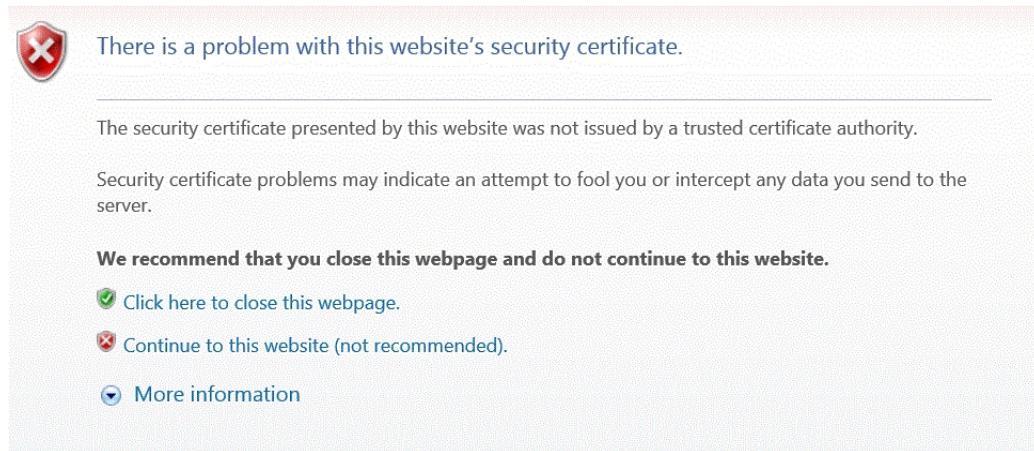 There is a problem with this website's security certificate.
The security certificate presented by this website was not issued by a trusted certificate authority.
Security certificate problems may indicate an attempt to fool you or intercept any data you send to the
server.
We recommend that you close this webpage and do not continue to this website.
Click here to close this webpage.
Continue to this website (not recommended).
More information